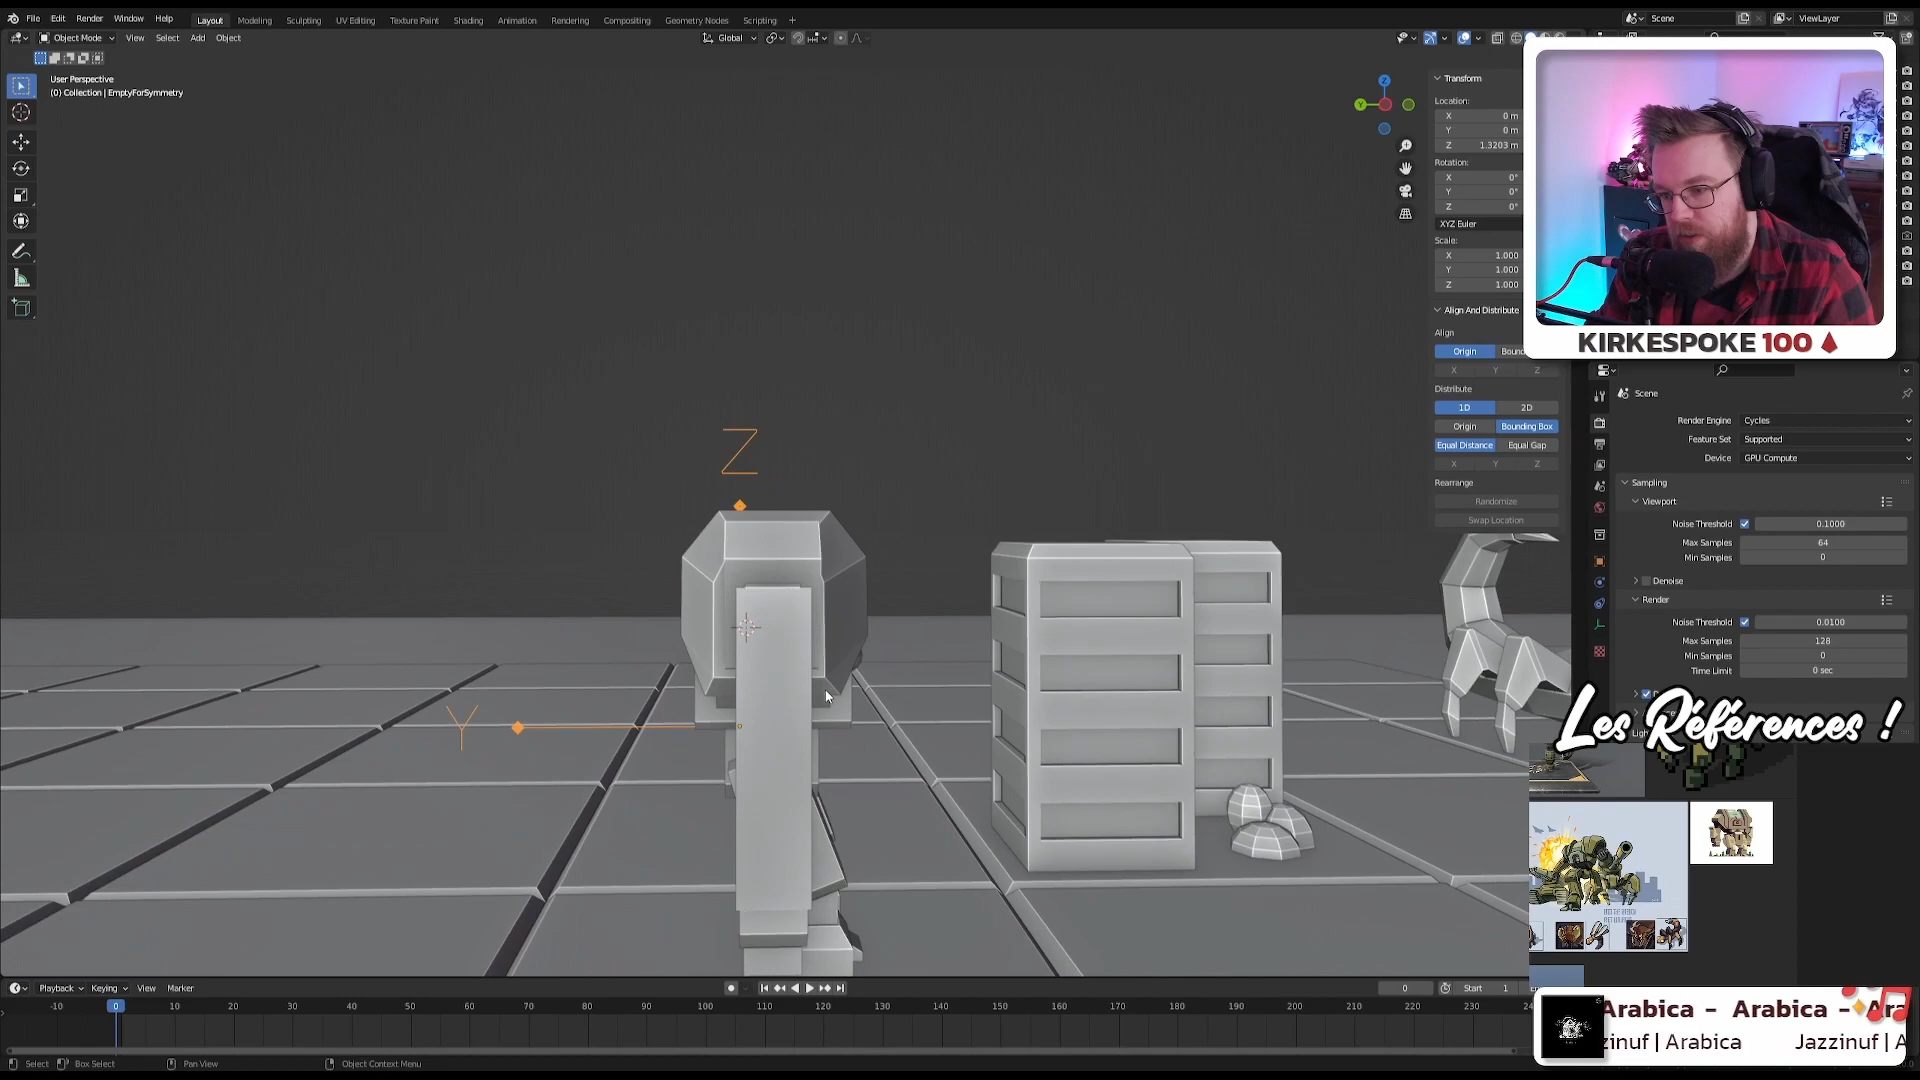 File Edit Render Window Help Layout Modeling Sculpting UV Editing Texture Paint Shading Animation Rendering Compositing Geometry Nodes Scripting + Scene ViewLayer
Object Mode View Select Add Object Global
User Perspective
(0) Collection | EmptyForSymmetry
Z
Y
Z
Y
Transform
Location:
X 0 m
Y 0 m
Z 1.3203 m
Rotation:
X 0°
Y 0°
Z 0°
XYZ Euler
Scale:
X 1.000
Y 1.000
Z 1.000
Align And Distribute
Align
Origin
X Y Z
Distribute
1D 2D
Origin Bounding Box
Equal Distance Equal Gap
X Y Z
Rearrange
Randomize
Swap Location
KIRKESPOKE 100
Scene
Render Engine Cycles
Feature Set Supported
Device GPU Compute
Sampling
Viewport
Noise Threshold 0.1000
Max Samples 64
Min Samples 0
Denoise
Render
Noise Threshold 0.0100
Max Samples 128
Min Samples 0
Time Limit 0 sec
Les Références !
Playback Keying View Marker 0 Start 1
-10 0 10 20 30 40 50 60 70 80 90 100 110 120 130 140 150 160 170 180 190 200 210 220 230
Select Box Select Pan View Object Context Menu
Arabica - Arabica - Ara
zinuf | Arabica Jazzinuf | A